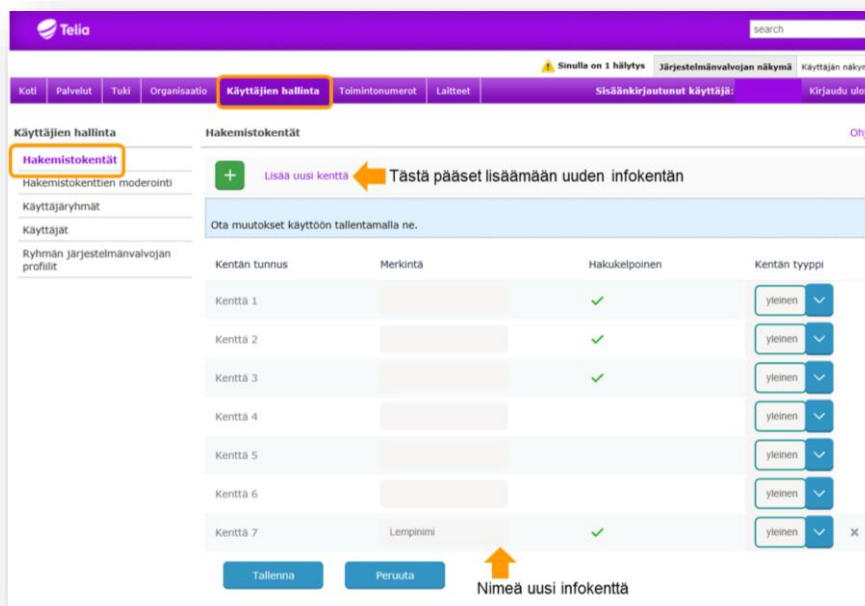 Telia
search
Sinulla on 1 hälytys Järjestelmänvalvojan näkymä Käyttäjän
Koti Palvelut Tuki Organisaatio Käyttäjien hallinta Toimintonumerot Laitteet Sisäänkirjautunut käyttäjä: Kirjaudu ulo
Käyttäjien hallinta
Hakemistokentät
Hakemistokenttien moderointi
Käyttäjäryhmät
Käyttäjät
Ryhmän järjestelmänvalvojan
profiilit
Hakemistokentät
Ohj
+ Lisää uusi kenttä Tästä pääset lisäämään uuden infokentän
Ota muutokset käyttöön tallentamalla ne.
Kentän tunnus Merkintä Hakukelpoinen Kentän tyyppi
Kenttä 1 yleinen
Kenttä 2 yleinen
Kenttä 3 yleinen
Kenttä 4 yleinen
Kenttä 5 yleinen
Kenttä 6 yleinen
Kenttä 7 Lempinimi yleinen
Tallenna Peruuta
Nimeä uusi infokenttä